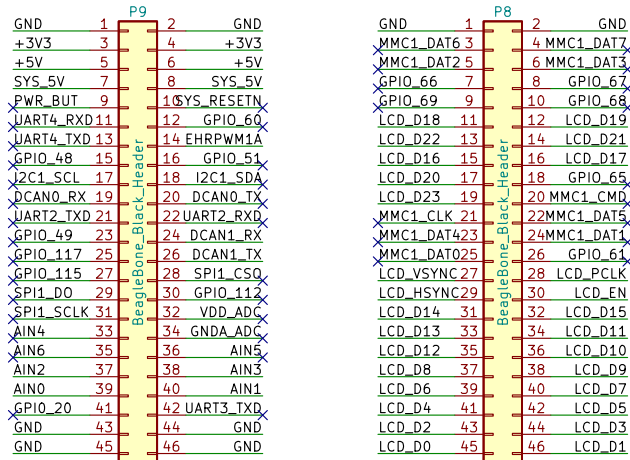 P9
GND 1 2 GND
+3V3 3 4 +3V3
+5V 5 6 +5V
SYS_5V 7 8 SYS_5V
PWR_BUT 9 10 SYS_RESETN
UART4_RXD 11 12 GPIO_60
UART4_TXD 13 14 EHRPWM1A
GPIO_48 15 16 GPIO_51
I2C1_SCL 17 18 I2C1_SDA
DCAN0_RX 19 20 DCAN0_TX
UART2_TXD 21 22 UART2_RXD
GPIO_49 23 24 DCAN1_RX
GPIO_117 25 26 DCAN1_TX
GPIO_115 27 28 SPI1_CS0
SPI1_DO 29 30 GPIO_112
SPI1_SCLK 31 32 VDD_ADC
AIN4 33 34 GNDA_ADC
AIN6 35 36 AIN5
AIN2 37 38 AIN3
AIN0 39 40 AIN1
GPIO_20 41 42 UART3_TXD
GND 43 44 GND
GND 45 46 GND
BeagleBone_Black_Header
P8
GND 1 2 GND
MMC1_DAT6 3 4 MMC1_DAT7
MMC1_DAT2 5 6 MMC1_DAT3
GPIO_66 7 8 GPIO_67
GPIO_69 9 10 GPIO_68
LCD_D18 11 12 LCD_D19
LCD_D22 13 14 LCD_D21
LCD_D16 15 16 LCD_D17
LCD_D20 17 18 GPIO_65
LCD_D23 19 20 MMC1_CMD
MMC1_CLK 21 22 MMC1_DAT5
MMC1_DAT4 23 24 MMC1_DAT1
MMC1_DAT0 25 26 GPIO_61
LCD_VSYNC 27 28 LCD_PCLK
LCD_HSYNC 29 30 LCD_EN
LCD_D14 31 32 LCD_D15
LCD_D13 33 34 LCD_D11
LCD_D12 35 36 LCD_D10
LCD_D8 37 38 LCD_D9
LCD_D6 39 40 LCD_D7
LCD_D4 41 42 LCD_D5
LCD_D2 43 44 LCD_D3
LCD_D0 45 46 LCD_D1
BeagleBone_Black_Header